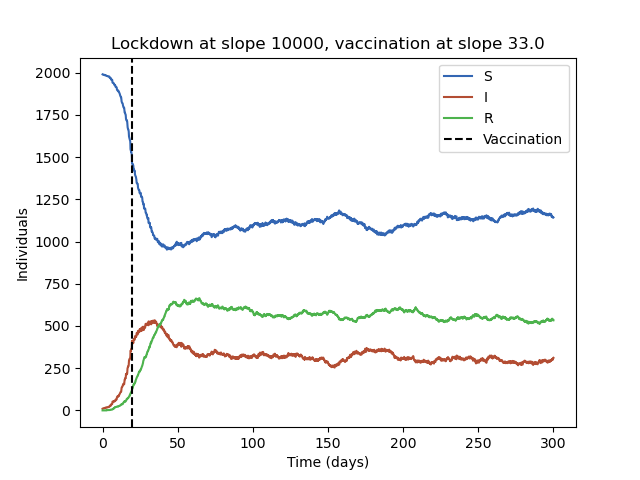 Lockdown at slope 10000, vaccination at slope 33.0
2000
1750
1500
1250
1000
750
500
250
0
Individuals
S
I
R
Vaccination
0 50 100 150 200 250 300
Time (days)